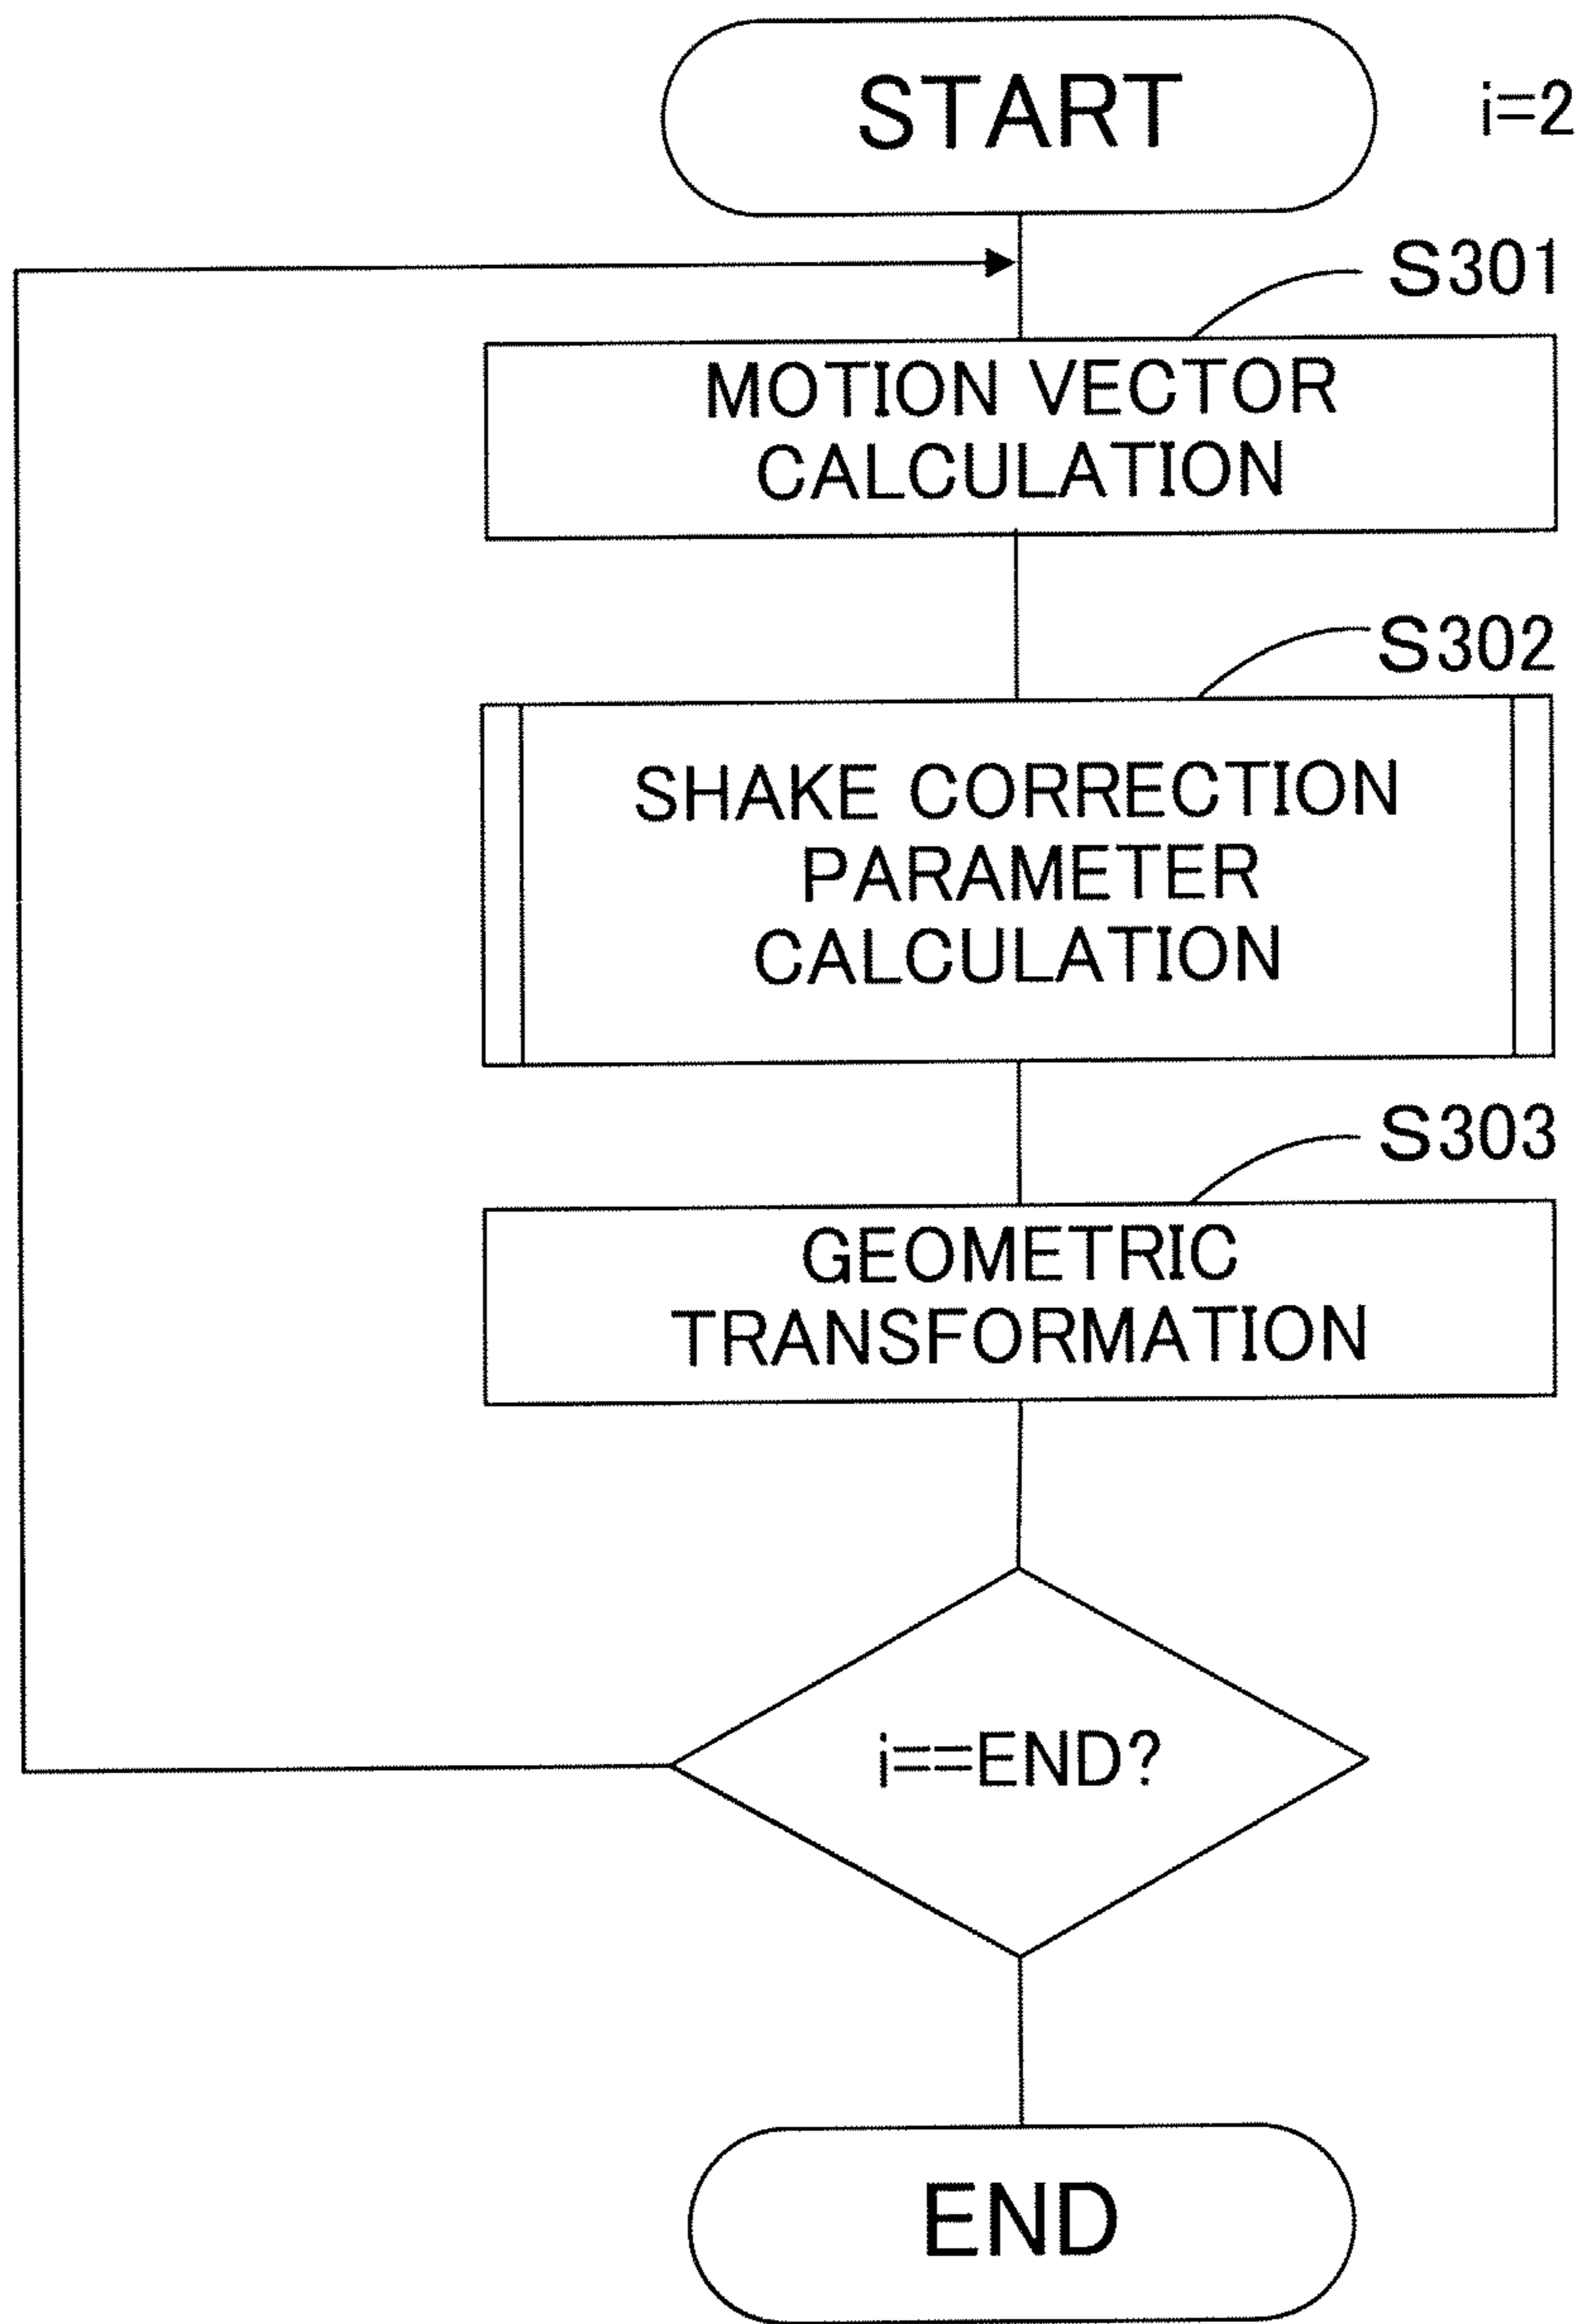 START
i=2
S301
MOTION VECTOR
CALCULATION
S302
SHAKE CORRECTION
PARAMETER
CALCULATION
S303
GEOMETRIC
TRANSFORMATION
i==END?
END